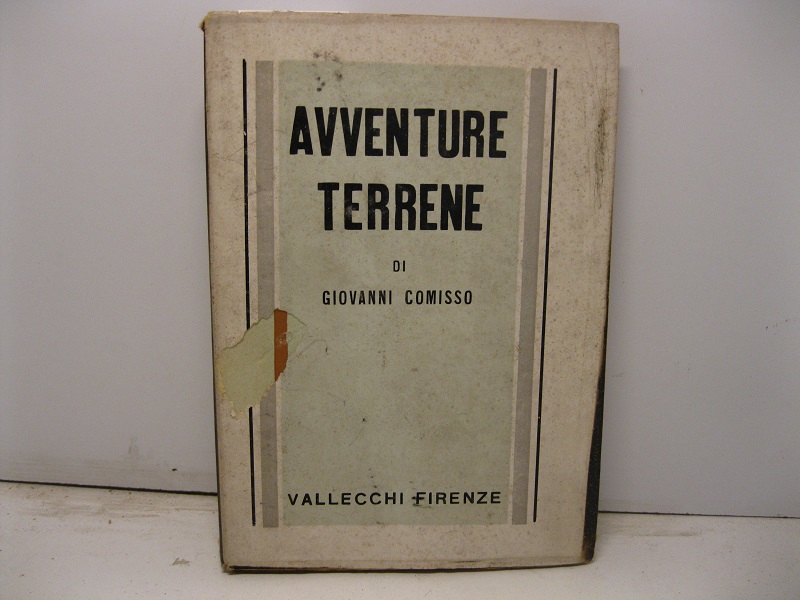 AVVENTURE
TERRENE
DI
GIOVANNI COMISSO
VALLECCHI FIRENZE